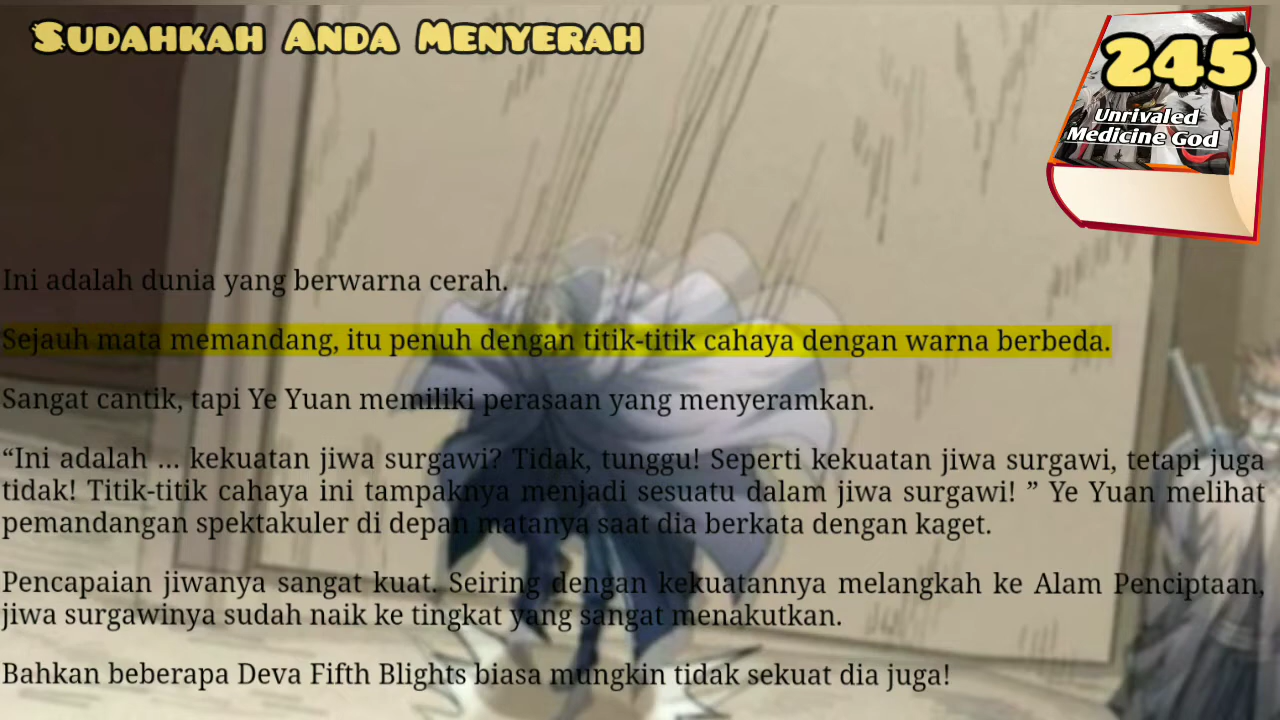 Sudahkah Anda Menyerah
245
Unrivaled
Medicine God
Ini adalah dunia yang berwarna cerah.
Sejauh mata memandang, itu penuh dengan titik-titik cahaya dengan warna berbeda.
Sangat cantik, tapi Ye Yuan memiliki perasaan yang menyeramkan.
“Ini adalah ... kekuatan jiwa surgawi? Tidak, tunggu! Seperti kekuatan jiwa surgawi, tetapi juga
tidak! Titik-titik cahaya ini tampaknya menjadi sesuatu dalam jiwa surgawi! ” Ye Yuan melihat
pemandangan spektakuler di depan matanya saat dia berkata dengan kaget.
Pencapaian jiwanya sangat kuat. Seiring dengan kekuatannya melangkah ke Alam Penciptaan,
jiwa surgawinya sudah naik ke tingkat yang sangat menakutkan.
Bahkan beberapa Deva Fifth Blights biasa mungkin tidak sekuat dia juga!